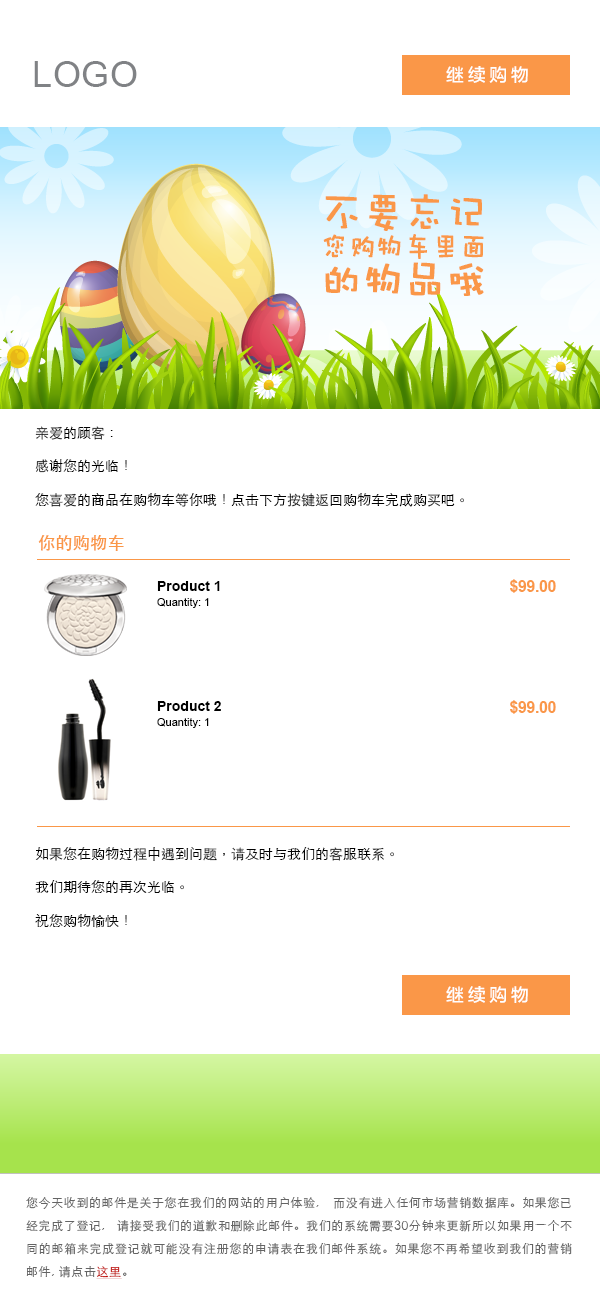 LOGO
继续购物
不要忘记
您购物车里面
的物品哦
亲爱的顾客：
感谢您的光临！
您喜爱的商品在购物车等你哦！点击下方按键返回购物车完成购买吧。
你的购物车
Product 1
$99.00
Quantity: 1
Product 2
$99.00
Quantity: 1
如果您在购物过程中遇到问题，请及时与我们的客服联系。
我们期待您的再次光临。
祝您购物愉快！
继续购物
您今天收到的邮件是关于您在我们的网站的用户体验， 而没有进入任何市场营销数据库。如果您已
经完成了登记， 请接受我们的道歉和删除此邮件。我们的系统需要30分钟来更新所以如果用一个不
同的邮箱来完成登记就可能没有注册您的申请表在我们邮件系统。如果您不再希望收到我们的营销
邮件, 请点击这里。